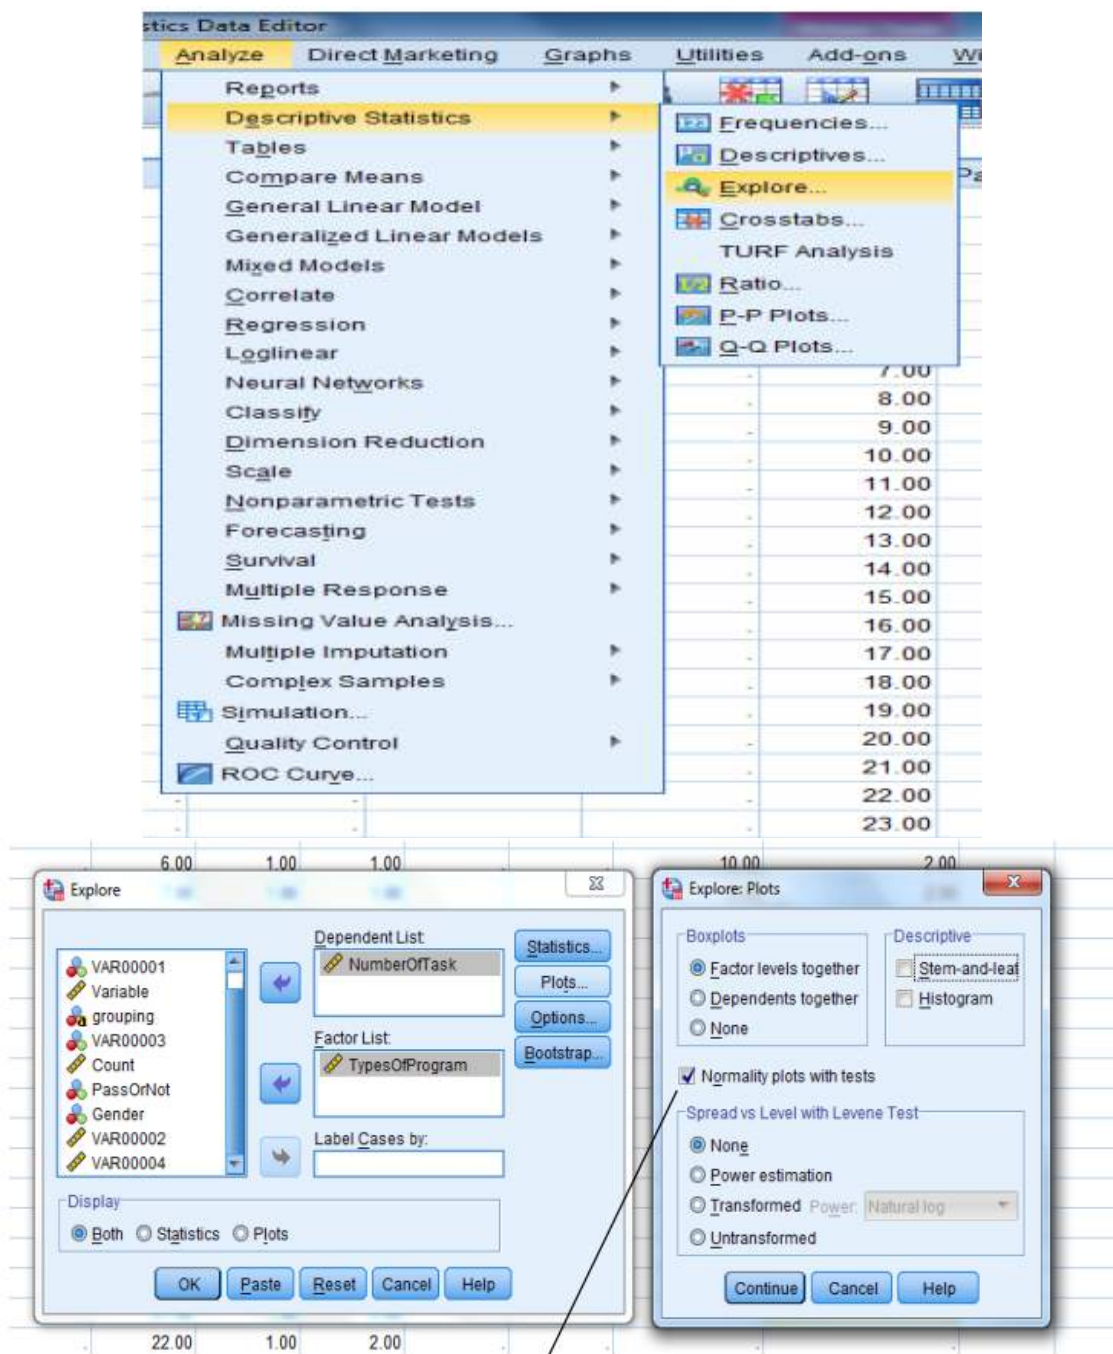 stics Data Editor
Analyze Direct Marketing Graphs Utilities Add-ons Wi
Reports
Descriptive Statistics
Tables
Compare Means
General Linear Model
Generalized Linear Models
Mixed Models
Correlate
Regression
Loglinear
Neural Networks
Classify
Dimension Reduction
Scale
Nonparametric Tests
Forecasting
Survival
Multiple Response
Missing Value Analysis...
Multiple Imputation
Complex Samples
Simulation...
Quality Control
ROC Curve...
Frequencies...
Descriptives...
Explore...
Crosstabs...
TURF Analysis
Ratio...
P-P Plots...
Q-Q Plots...
Pa
7.00
8.00
9.00
10.00
11.00
12.00
13.00
14.00
15.00
16.00
17.00
18.00
19.00
20.00
21.00
22.00
23.00
6.00 1.00 1.00 10.00 2.00
Explore
VAR00001
Variable
grouping
VAR00003
Count
PassOrNot
Gender
VAR00002
VAR00004
Dependent List:
NumberOfTask
Factor List:
TypesOfProgram
Label Cases by:
Statistics...
Plots...
Options...
Bootstrap...
Display
Both Statistics Plots
OK Paste Reset Cancel Help
Explore: Plots
Boxplots
Factor levels together
Dependents together
None
Descriptive
Stem-and-leaf
Histogram
Normality plots with tests
Spread vs Level with Levene Test
None
Power estimation
Transformed Power: Natural log
Untransformed
Continue Cancel Help
22.00 1.00 2.00